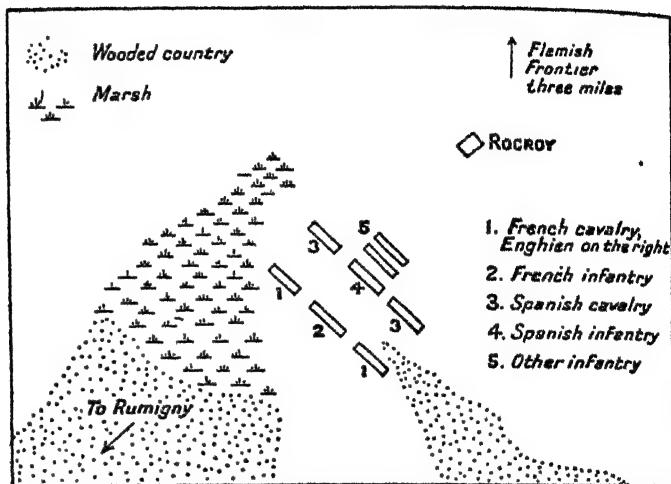 Wooded country
Marsh
Flemish
Frontier
three miles
ROCROY
1. French cavalry,
Enghien on the right
2. French infantry
3. Spanish cavalry
4. Spanish infantry
5. Other infantry
5
3
4
1
2
3
1
To Rumigny